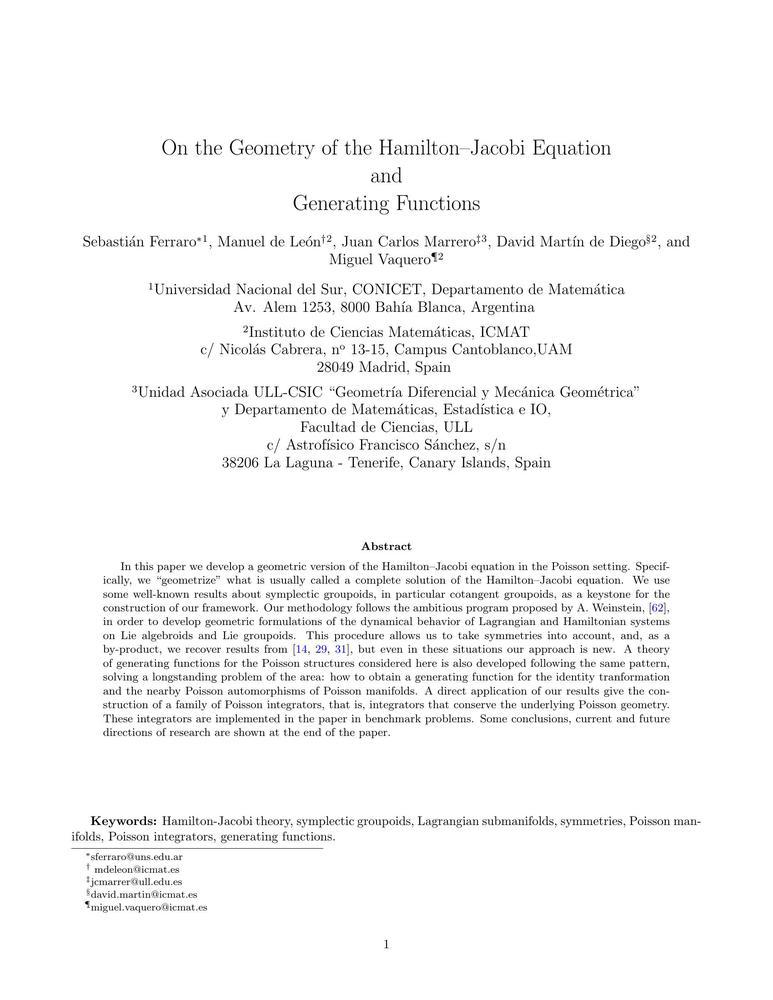 On the Geometry of the Hamilton–Jacobi Equation
and
Generating Functions
Sebastián Ferraro*1, Manuel de León†2, Juan Carlos Marrero‡3, David Martín de Diego§2, and
Miguel Vaquero¶2
1Universidad Nacional del Sur, CONICET, Departamento de Matemática
Av. Alem 1253, 8000 Bahía Blanca, Argentina
2Instituto de Ciencias Matemáticas, ICMAT
c/ Nicolás Cabrera, nº 13-15, Campus Cantoblanco,UAM
28049 Madrid, Spain
3Unidad Asociada ULL-CSIC “Geometría Diferencial y Mecánica Geométrica”
y Departamento de Matemáticas, Estadística e IO,
Facultad de Ciencias, ULL
c/ Astrofísico Francisco Sánchez, s/n
38206 La Laguna - Tenerife, Canary Islands, Spain
Abstract
In this paper we develop a geometric version of the Hamilton–Jacobi equation in the Poisson setting. Specif-
ically, we “geometrize” what is usually called a complete solution of the Hamilton–Jacobi equation. We use
some well-known results about symplectic groupoids, in particular cotangent groupoids, as a keystone for the
construction of our framework. Our methodology follows the ambitious program proposed by A. Weinstein, [62],
in order to develop geometric formulations of the dynamical behavior of Lagrangian and Hamiltonian systems
on Lie algebroids and Lie groupoids. This procedure allows us to take symmetries into account, and, as a
by-product, we recover results from [14, 29, 31], but even in these situations our approach is new. A theory
of generating functions for the Poisson structures considered here is also developed following the same pattern,
solving a longstanding problem of the area: how to obtain a generating function for the identity tranformation
and the nearby Poisson automorphisms of Poisson manifolds. A direct application of our results give the con-
struction of a family of Poisson integrators, that is, integrators that conserve the underlying Poisson geometry.
These integrators are implemented in the paper in benchmark problems. Some conclusions, current and future
directions of research are shown at the end of the paper.
Keywords: Hamilton-Jacobi theory, symplectic groupoids, Lagrangian submanifolds, symmetries, Poisson man-
ifolds, Poisson integrators, generating functions.
*sferraro@uns.edu.ar
† mdeleon@icmat.es
‡jcmarrer@ull.edu.es
§david.martin@icmat.es
¶miguel.vaquero@icmat.es
1